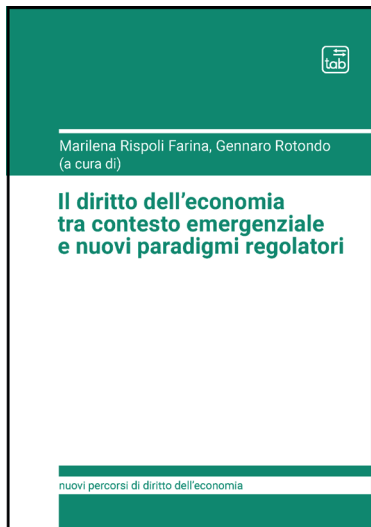 tab
Marilena Rispoli Farina, Gennaro Rotondo
(a cura di)
Il diritto dell'economia
tra contesto emergenziale
e nuovi paradigmi regolatori
nuovi percorsi di diritto dell'economia